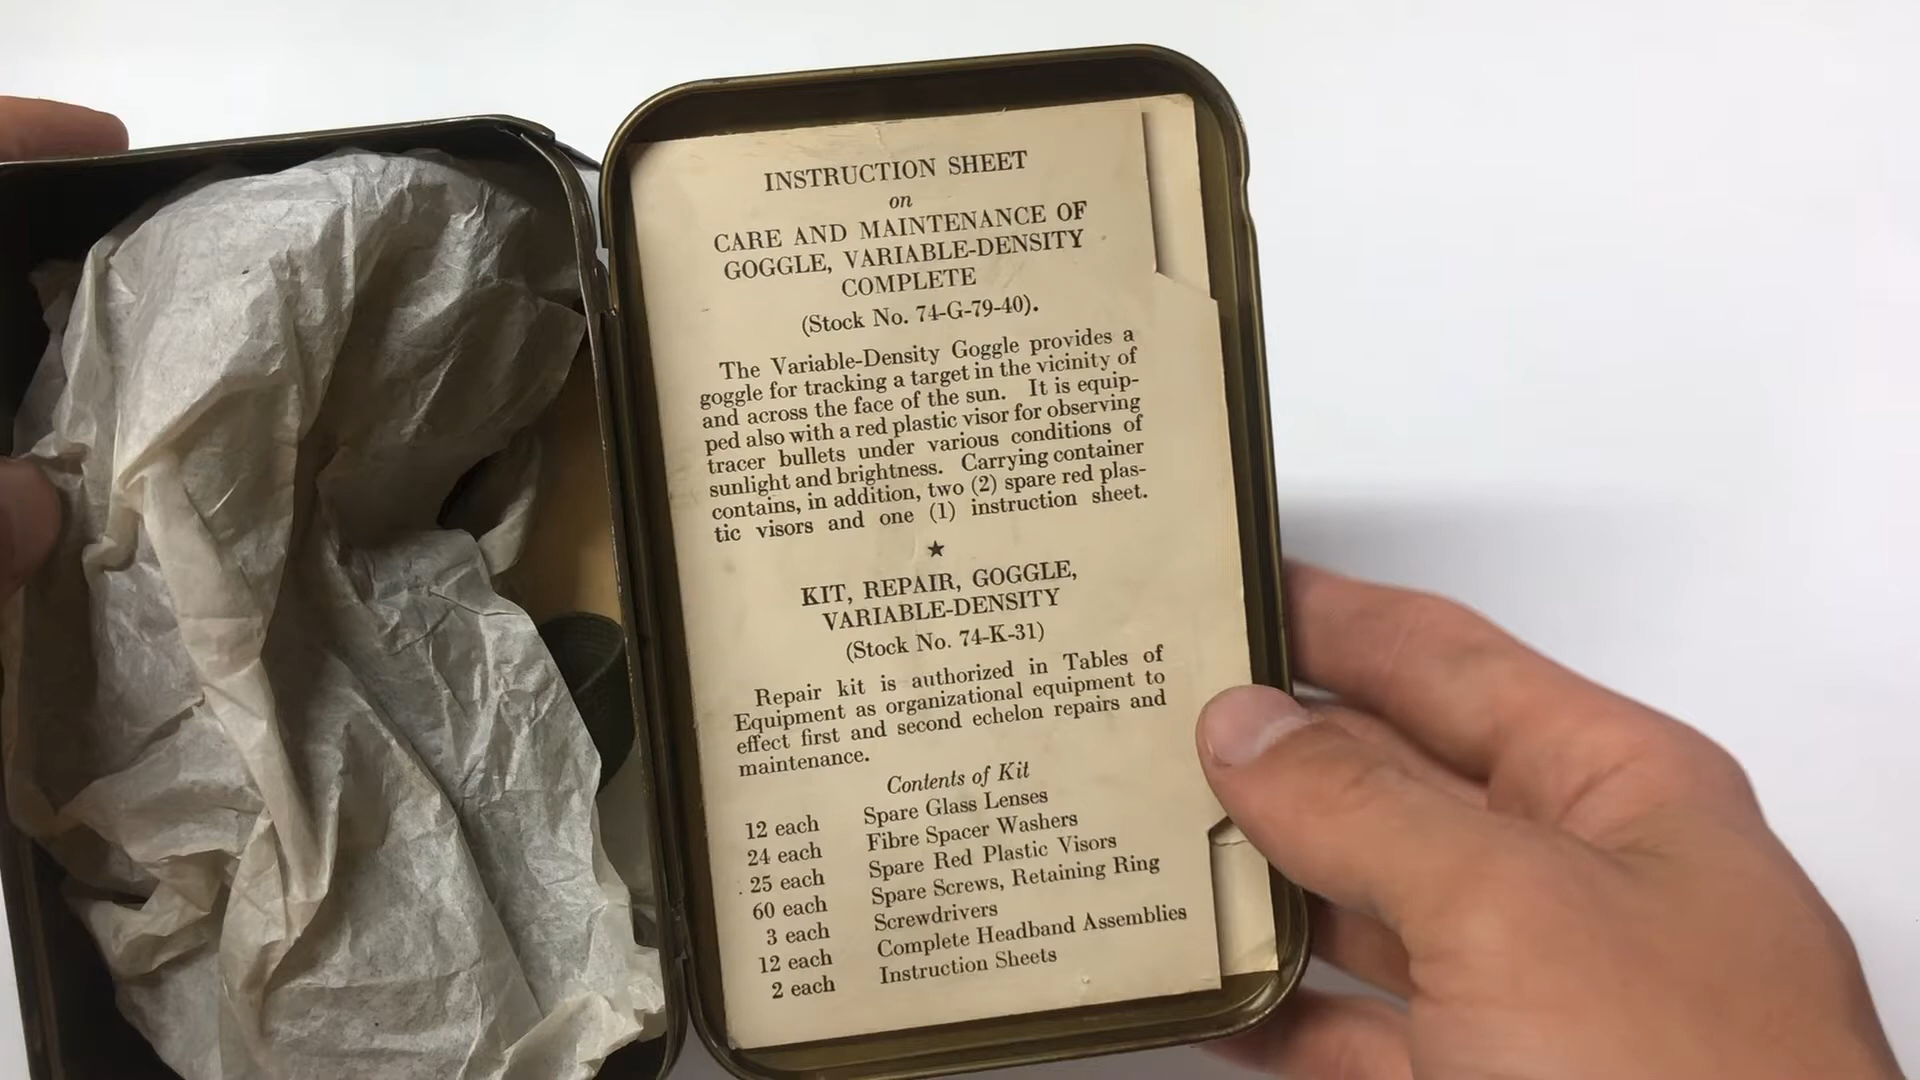 INSTRUCTION SHEET
on
CARE AND MAINTENANCE OF
GOGGLE, VARIABLE-DENSITY
COMPLETE
(Stock No. 74-G-79-40).
The Variable-Density Goggle provides a
goggle for tracking a target in the vicinity of
and across the face of the sun. It is equip-
ped also with a red plastic visor for observing
tracer bullets under various conditions of
sunlight and brightness. Carrying container
contains, in addition, two (2) spare red plas-
tic visors and one (1) instruction sheet.
★
KIT, REPAIR, GOGGLE,
VARIABLE-DENSITY
(Stock No. 74-K-31)
Repair kit is authorized in Tables of
Equipment as organizational equipment to
effect first and second echelon repairs and
maintenance.
Contents of Kit
12 each Spare Glass Lenses
24 each Fibre Spacer Washers
25 each Spare Red Plastic Visors
60 each Spare Screws, Retaining Ring
3 each Screwdrivers
12 each Complete Headband Assemblies
2 each Instruction Sheets